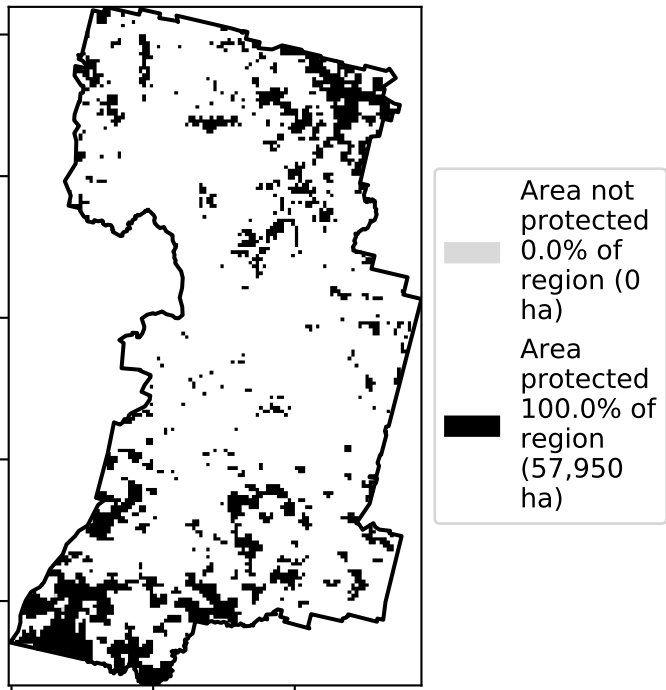 Area not
protected
0.0% of
region (0
ha)
Area
protected
100.0% of
region
(57,950
ha)